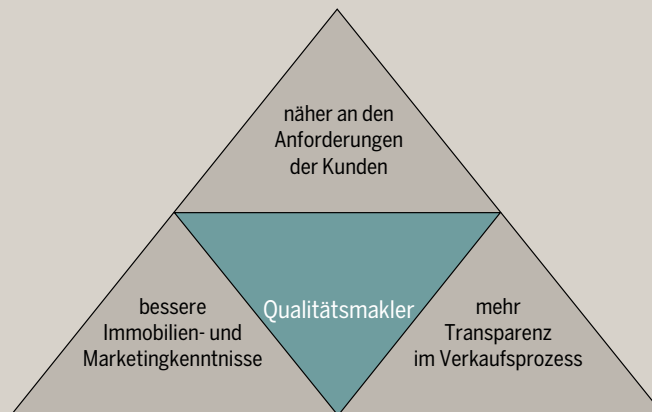 näher an den
Anforderungen
der Kunden
Qualitätsmakler
bessere
Immobilien- und
Marketingkenntnisse
mehr
Transparenz
im Verkaufsprozess